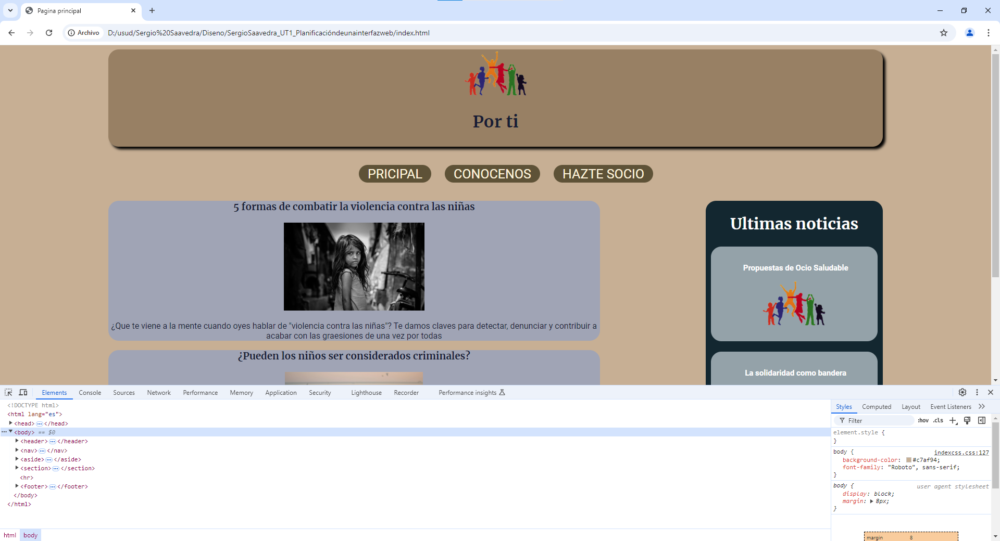 Pagina principal
Archivo
D:/usud/Sergio%20Saavedra/Diseno/SergioSaavedra_UT1_Planificacióndeunainterfazweb/index.html
Por ti
PRICIPAL
CONOCENOS
HAZTE SOCIO
5 formas de combatir la violencia contra las niñas
¿Que te viene a la mente cuando oyes hablar de "violencia contra las niñas"? Te damos claves para detectar, denunciar y contribuir a
acabar con las graesiones de una vez por todas
¿Pueden los niños ser considerados criminales?
Ultimas noticias
Propuestas de Ocio Saludable
La solidaridad como bandera
Elements
Console
Sources
Network
Performance
Memory
Application
Security
Lighthouse
Recorder
Performance insights
<!DOCTYPE html>
<html lang="es">
<head>…</head>
<body> == $0
<header>…</header>
<nav>…</nav>
<aside>…</aside>
<section>…</section>
<hr>
<footer>…</footer>
</body>
</html>
html
body
Styles
Computed
Layout
Event Listeners
Filter
:hov
.cls
element.style {
}
body {
indexcss.css:127
background-color: #c7af94;
font-family: "Roboto", sans-serif;
}
body {
user agent stylesheet
display: block;
margin: 8px;
}
margin
8